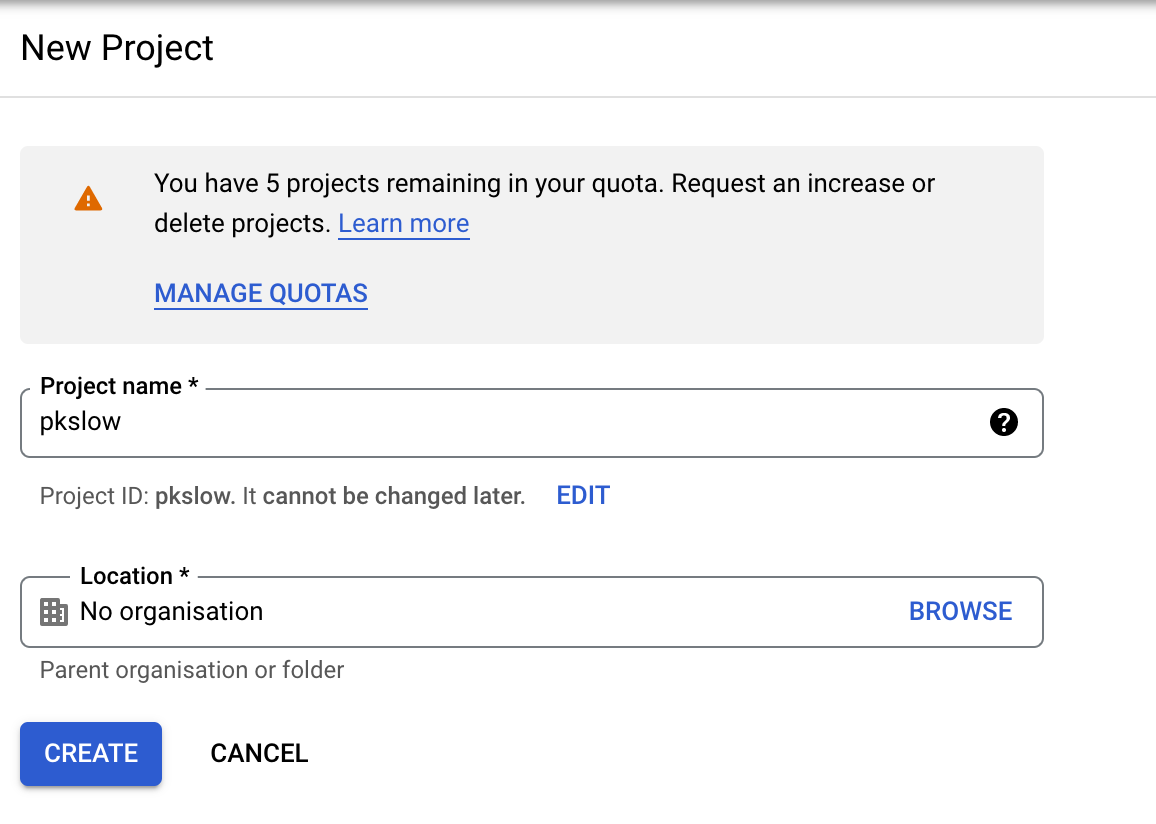 New Project
You have 5 projects remaining in your quota. Request an increase or
delete projects. Learn more
MANAGE QUOTAS
Project name *
pkslow
Project ID: pkslow. It cannot be changed later. EDIT
Location *
No organisation BROWSE
Parent organisation or folder
CREATE CANCEL